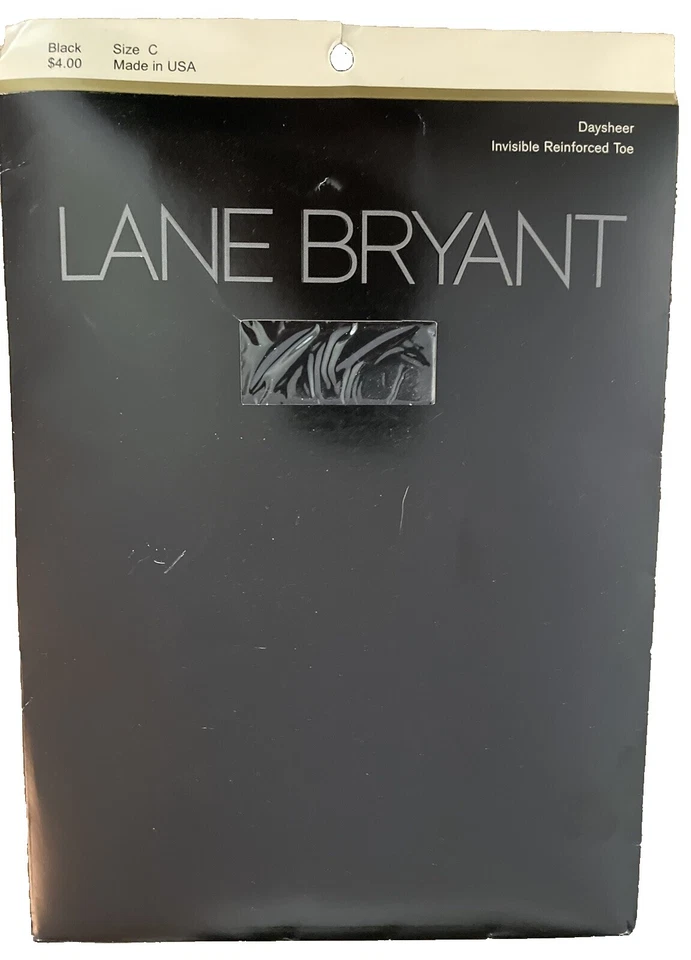 Black Size C
$4.00 Made in USA
Daysheer
Invisible Reinforced Toe
LANE BRYANT